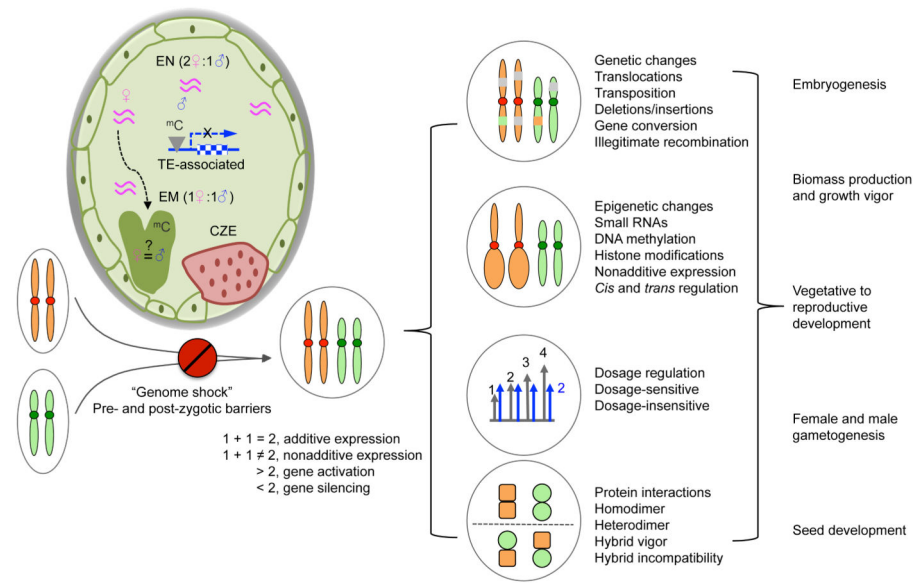 EN (2♀:1♂)
♀
♂
mC
X
TE-associated
EM (1♀:1♂)
mC
CZE
?
♀=♂
"Genome shock"
Pre- and post-zygotic barriers
1 + 1 = 2, additive expression
1 + 1 ≠ 2, nonadditive expression
> 2, gene activation
< 2, gene silencing
Genetic changes
Translocations
Transposition
Deletions/insertions
Gene conversion
Illegitimate recombination
Epigenetic changes
Small RNAs
DNA methylation
Histone modifications
Nonadditive expression
Cis and trans regulation
1 2 3 4 2
Dosage regulation
Dosage-sensitive
Dosage-insensitive
Protein interactions
Homodimer
Heterodimer
Hybrid vigor
Hybrid incompatibility
Embryogenesis
Biomass production
and growth vigor
Vegetative to
reproductive
development
Female and male
gametogenesis
Seed development